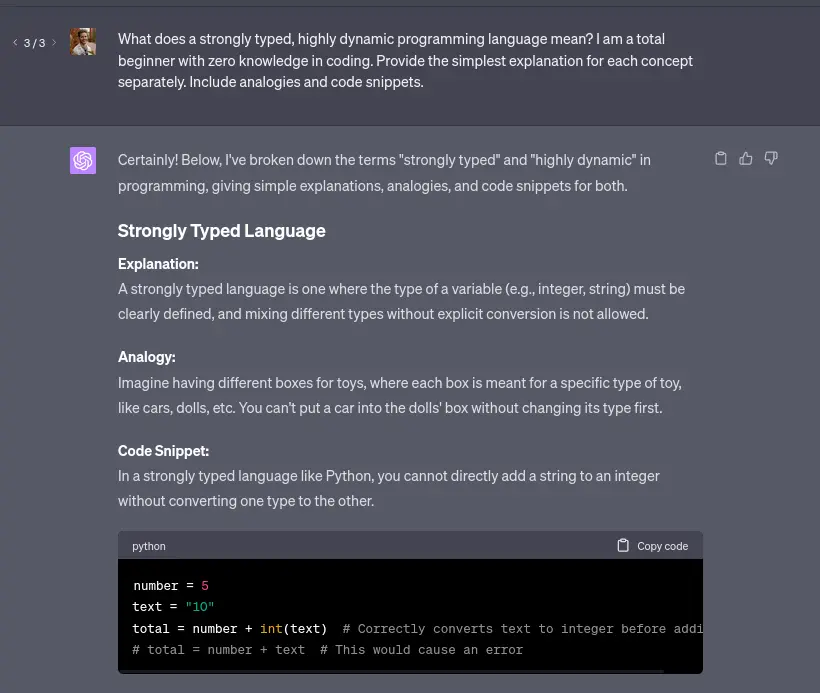 3 / 3
What does a strongly typed, highly dynamic programming language mean? I am a total
beginner with zero knowledge in coding. Provide the simplest explanation for each concept
separately. Include analogies and code snippets.
Certainly! Below, I've broken down the terms "strongly typed" and "highly dynamic" in
programming, giving simple explanations, analogies, and code snippets for both.
Strongly Typed Language
Explanation:
A strongly typed language is one where the type of a variable (e.g., integer, string) must be
clearly defined, and mixing different types without explicit conversion is not allowed.
Analogy:
Imagine having different boxes for toys, where each box is meant for a specific type of toy,
like cars, dolls, etc. You can't put a car into the dolls' box without changing its type first.
Code Snippet:
In a strongly typed language like Python, you cannot directly add a string to an integer
without converting one type to the other.
python
Copy code
number = 5
text = "10"
total = number + int(text)  # Correctly converts text to integer before addi
# total = number + text  # This would cause an error